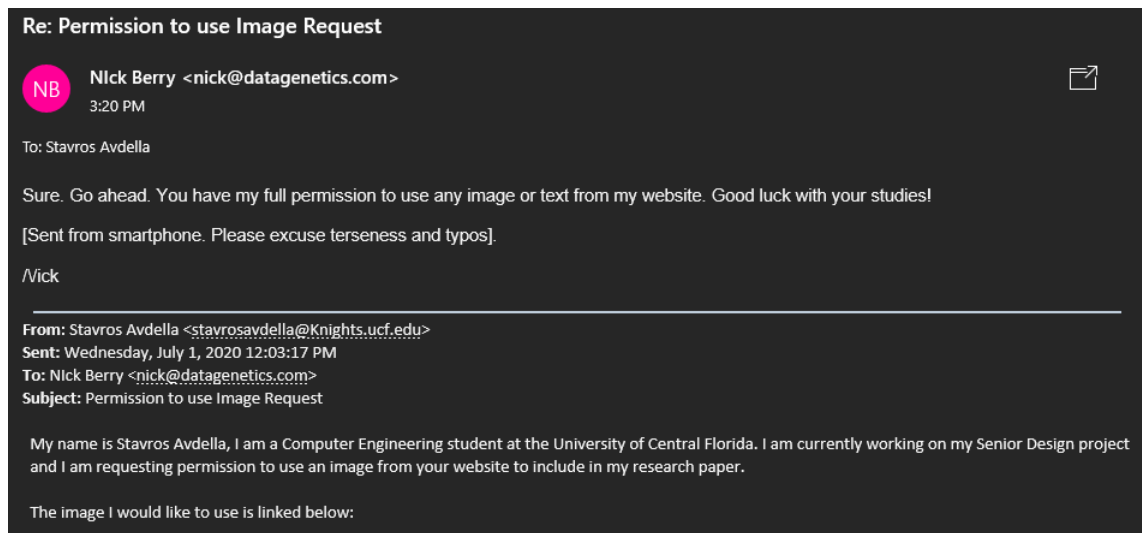 Re: Permission to use Image Request
NB
NIck Berry <nick@datagenetics.com>
3:20 PM
To: Stavros Avdella
Sure. Go ahead. You have my full permission to use any image or text from my website. Good luck with your studies!
[Sent from smartphone. Please excuse terseness and typos].
/\/ick
From: Stavros Avdella <stavrosavdella@Knights.ucf.edu>
Sent: Wednesday, July 1, 2020 12:03:17 PM
To: NIck Berry <nick@datagenetics.com>
Subject: Permission to use Image Request
My name is Stavros Avdella, I am a Computer Engineering student at the University of Central Florida. I am currently working on my Senior Design project
and I am requesting permission to use an image from your website to include in my research paper.
The image I would like to use is linked below: